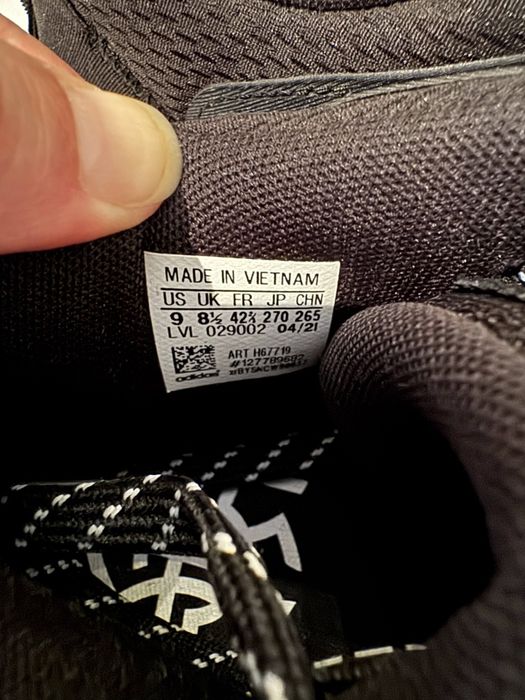 MADE IN VIETNAM
US UK FR JP CHN
9 8½ 42⅔ 270 265
LVL 029002 04/21
ART H67719
adidas